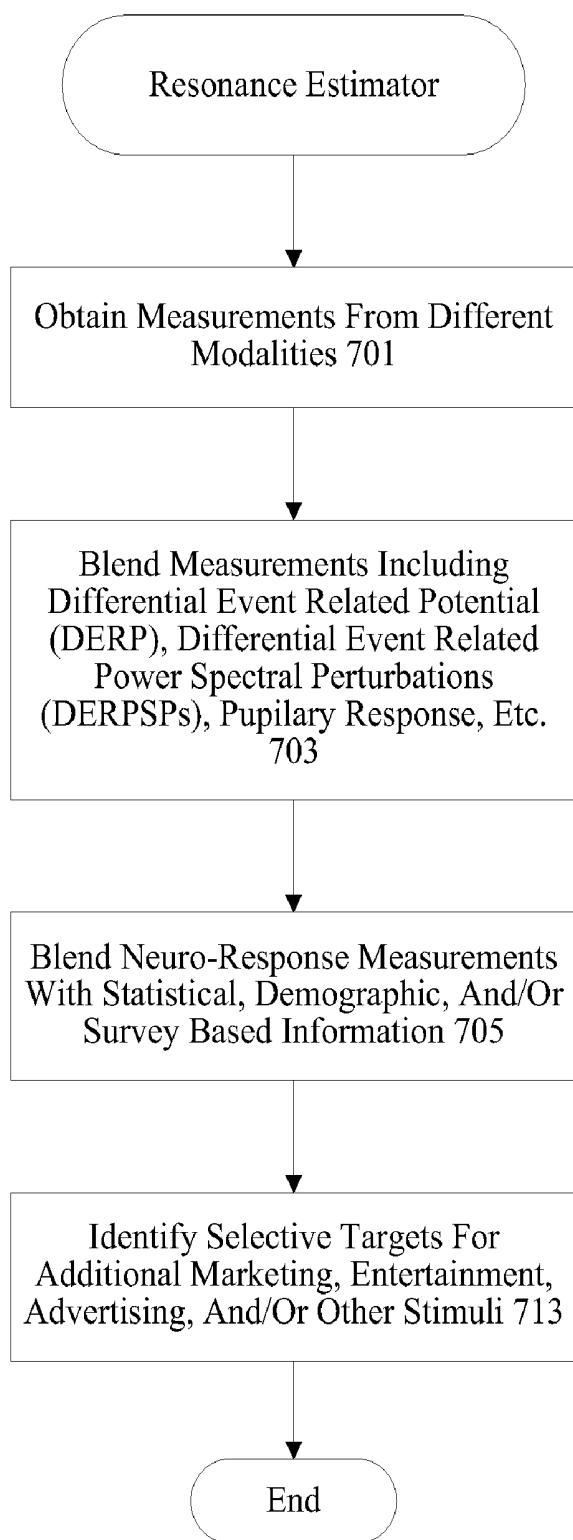 Resonance Estimator
Obtain Measurements From Different
Modalities 701
Blend Measurements Including
Differential Event Related Potential
(DERP), Differential Event Related
Power Spectral Perturbations
(DERPSPs), Pupilary Response, Etc.
703
Blend Neuro-Response Measurements
With Statistical, Demographic, And/Or
Survey Based Information 705
Identify Selective Targets For
Additional Marketing, Entertainment,
Advertising, And/Or Other Stimuli 713
End